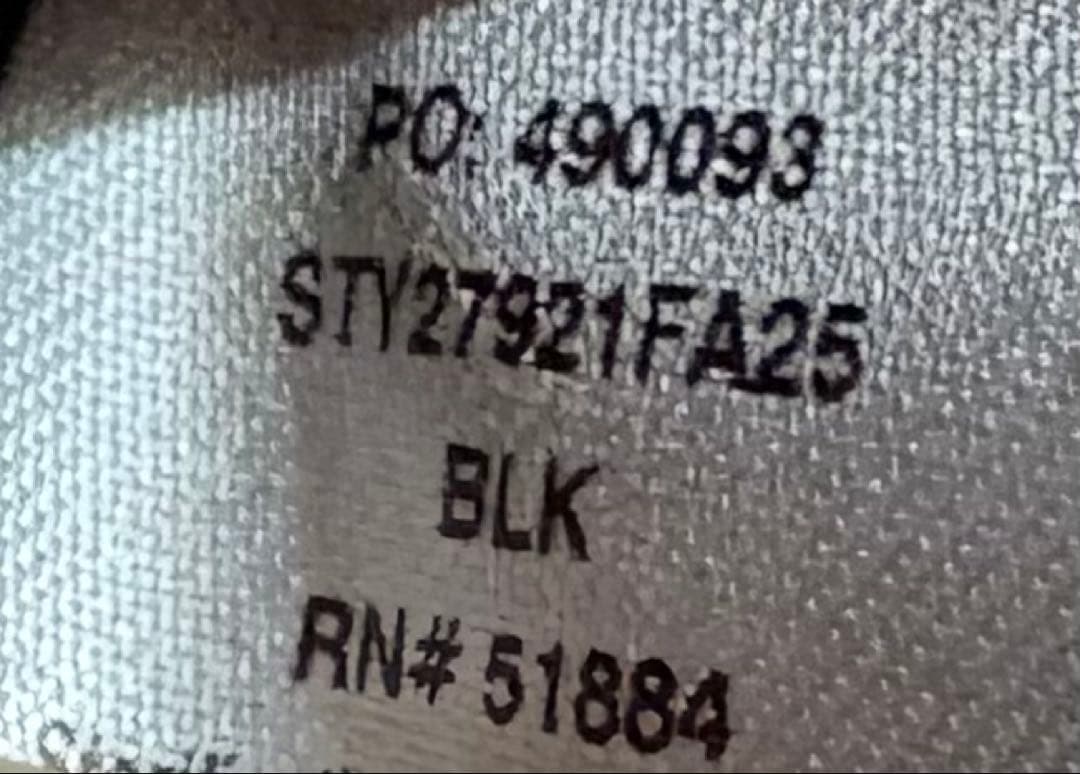 PO: 490093
STY27921FA25
BLK
RN# 51884